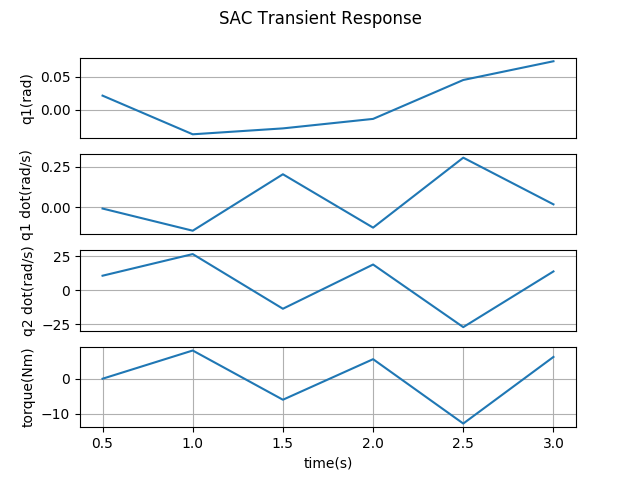 SAC Transient Response
q1(rad)
0.05
0.00
q1 dot(rad/s)
0.25
0.00
q2 dot(rad/s)
25
0
−25
torque(Nm)
0
−10
0.5 1.0 1.5 2.0 2.5 3.0
time(s)